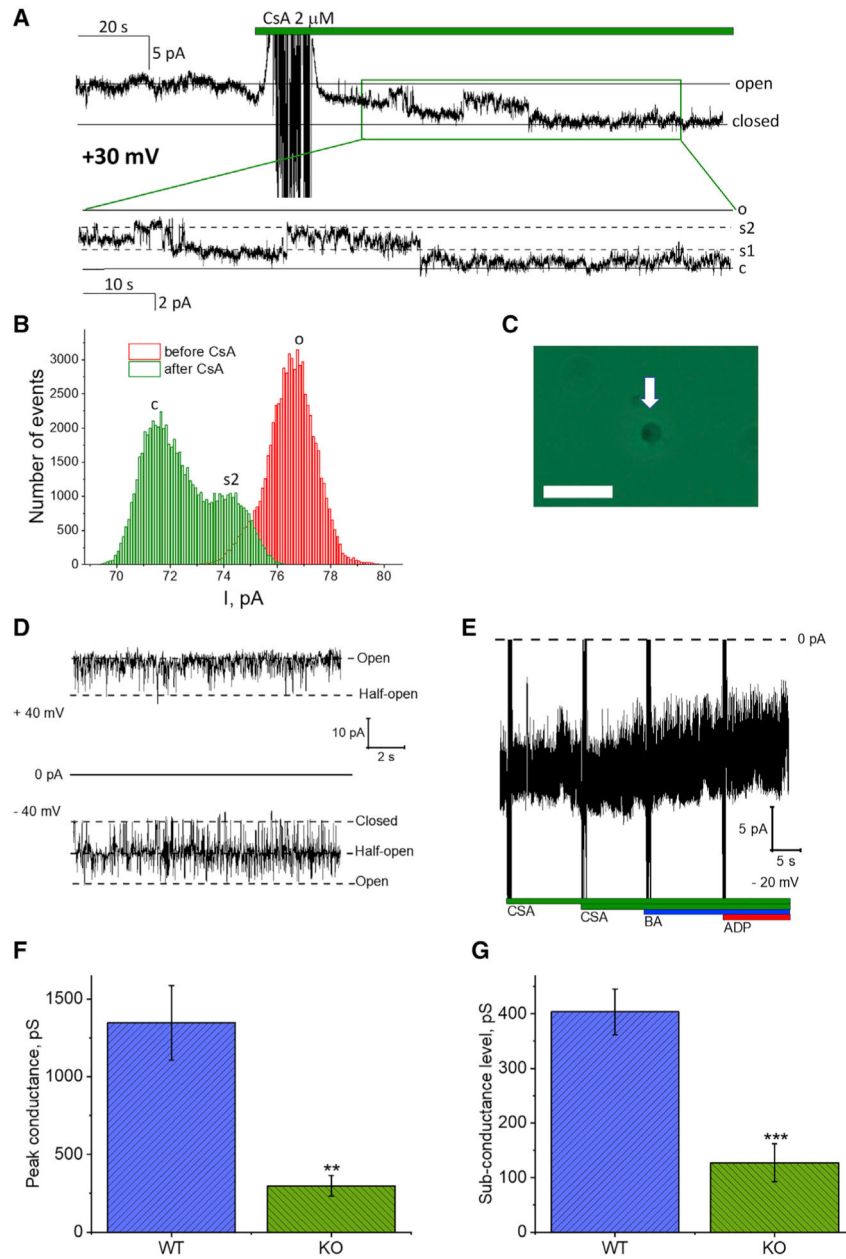 A
CsA 2 µM
20 s
5 pA
open
closed
+30 mV
o
s2
s1
c
10 s
2 pA
B
before CsA
after CsA
o
c
s2
3000
2500
2000
1500
1000
500
0
Number of events
70 72 74 76 78 80
I, pA
C
D
Open
Half-open
+ 40 mV
10 pA
2 s
0 pA
- 40 mV
Closed
Half-open
Open
E
0 pA
5 pA
5 s
- 20 mV
CSA CSA BA ADP
F
1500
1000
500
0
Peak conductance, pS
**
WT KO
G
400
300
200
100
0
Sub-conductance level, pS
***
WT KO